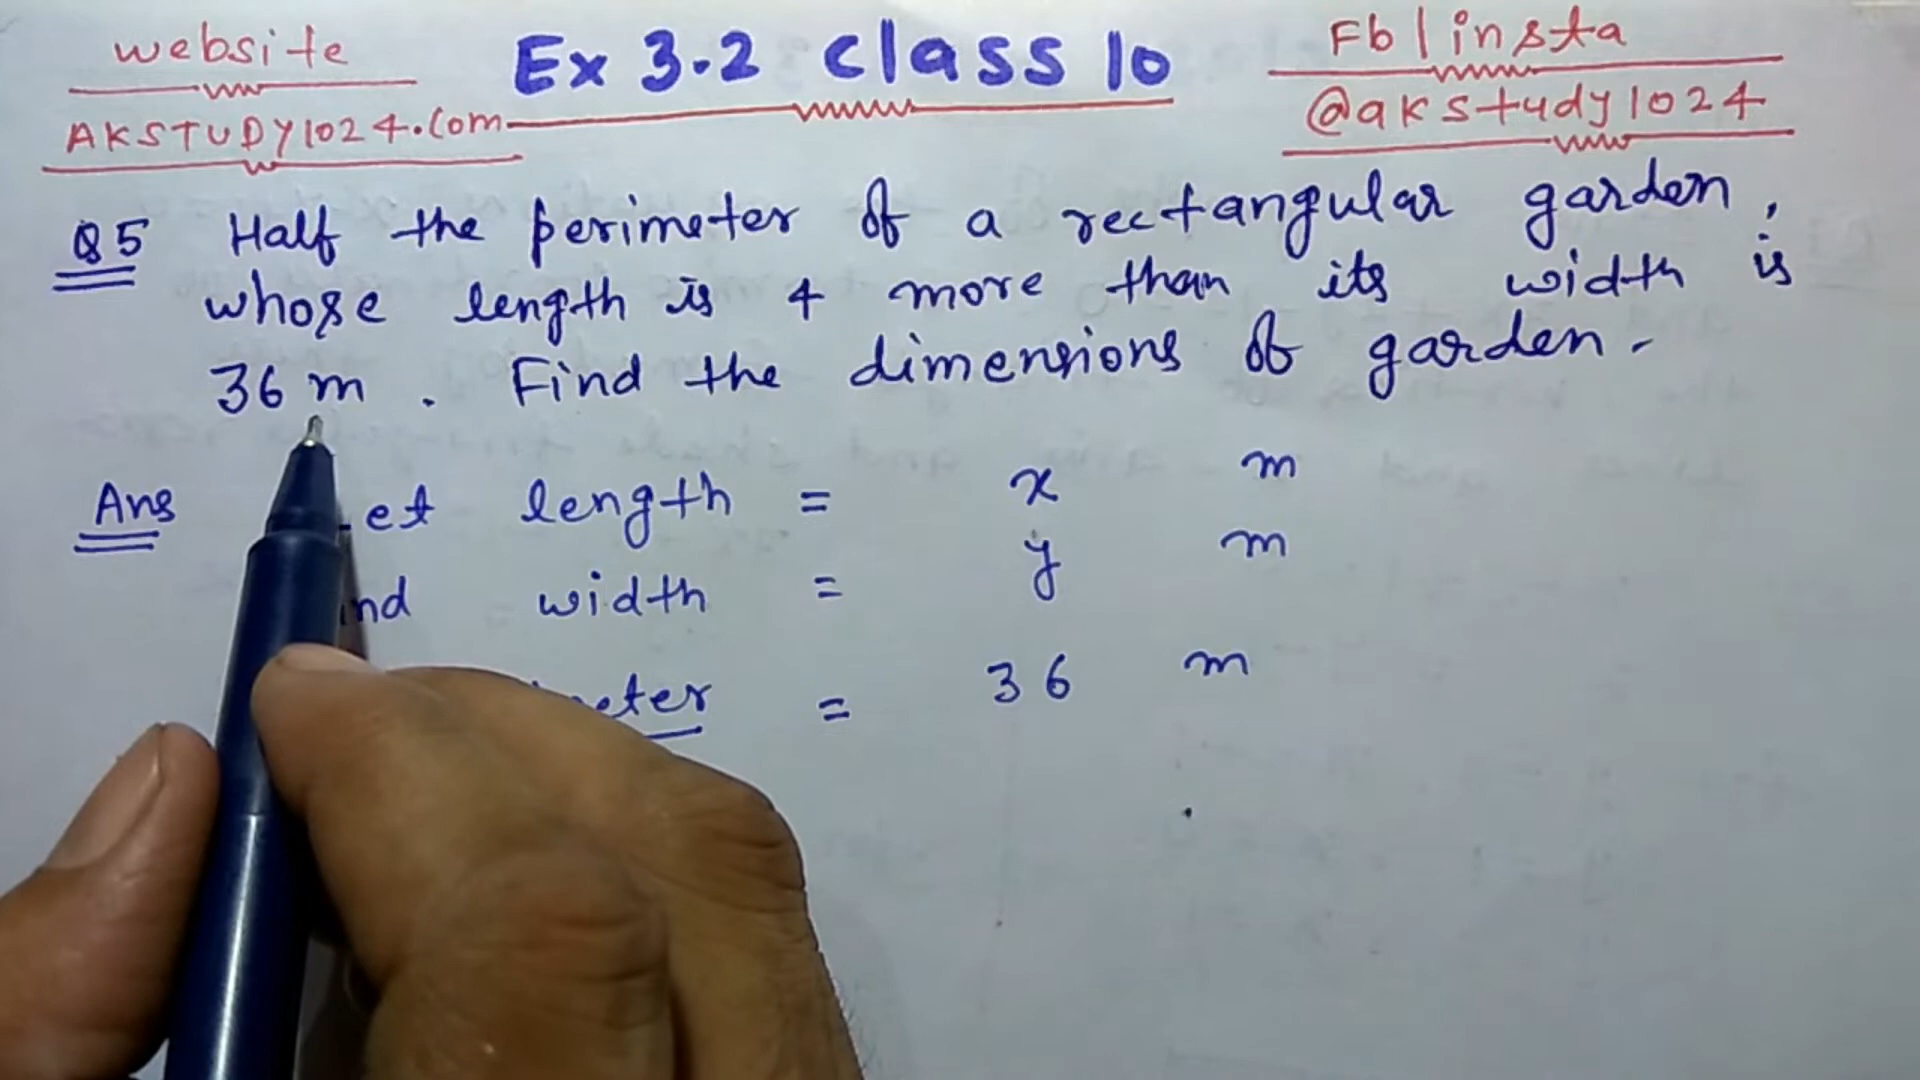 website
AKSTUDY1024.com
Ex 3.2 class 10
Fb | insta
@akstudy1024
Q5 Half the perimeter of a rectangular garden,
whose length is 4 more than its width is
36 m. Find the dimensions of garden.
Ans et length = x m
nd width = y m
eter = 36 m